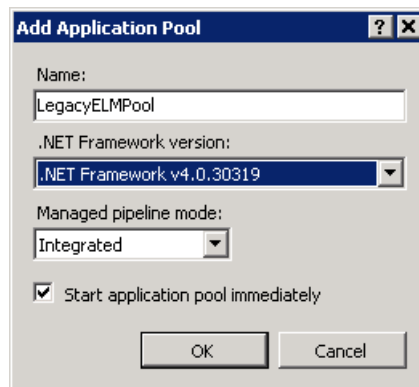 Add Application Pool
Name:
LegacyELMPool
.NET Framework version:
.NET Framework v4.0.30319
Managed pipeline mode:
Integrated
Start application pool immediately
OK Cancel